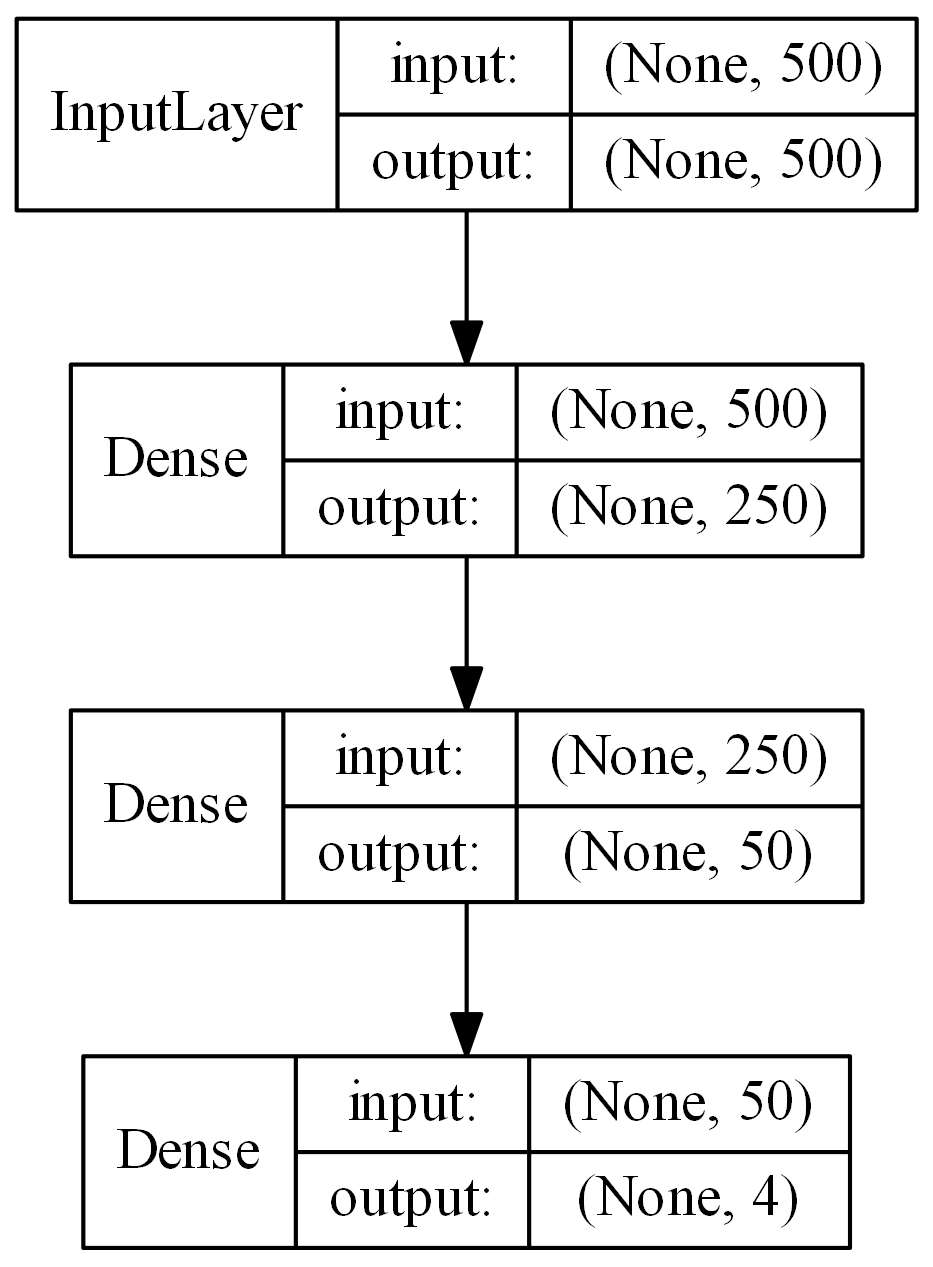 InputLayer
input: (None, 500)
output: (None, 500)
Dense
input: (None, 500)
output: (None, 250)
Dense
input: (None, 250)
output: (None, 50)
Dense
input: (None, 50)
output: (None, 4)